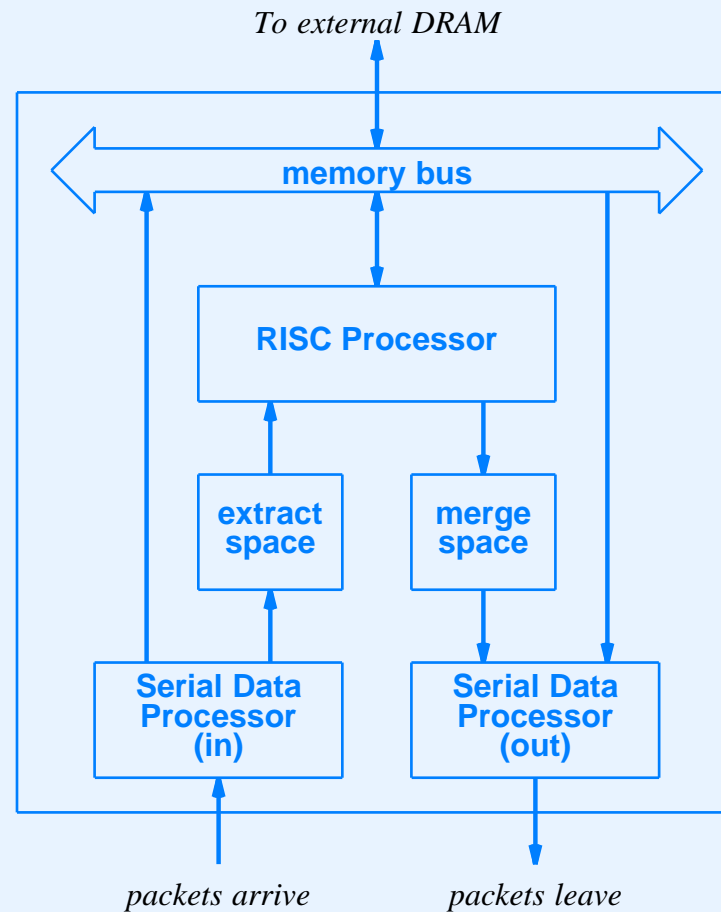 To external DRAM
memory bus
RISC Processor
extract
space
merge
space
Serial Data
Processor
(in)
Serial Data
Processor
(out)
packets arrive
packets leave